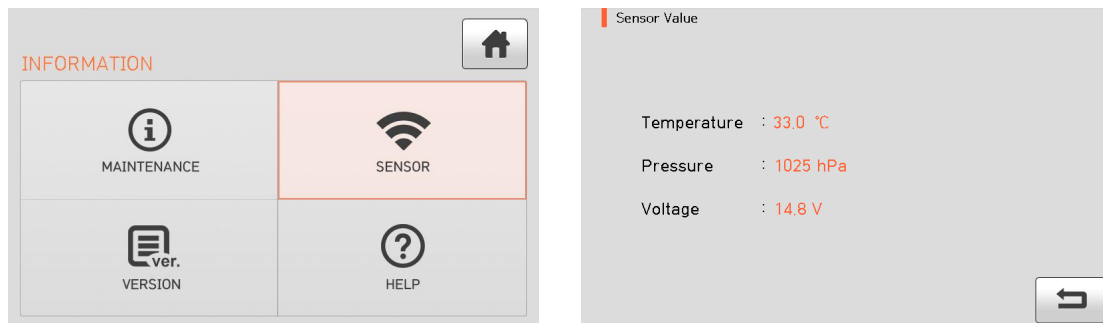 INFORMATION
MAINTENANCE
SENSOR
ver.
VERSION
HELP
Sensor Value
Temperature : 33.0 ℃
Pressure : 1025 hPa
Voltage : 14.8 V